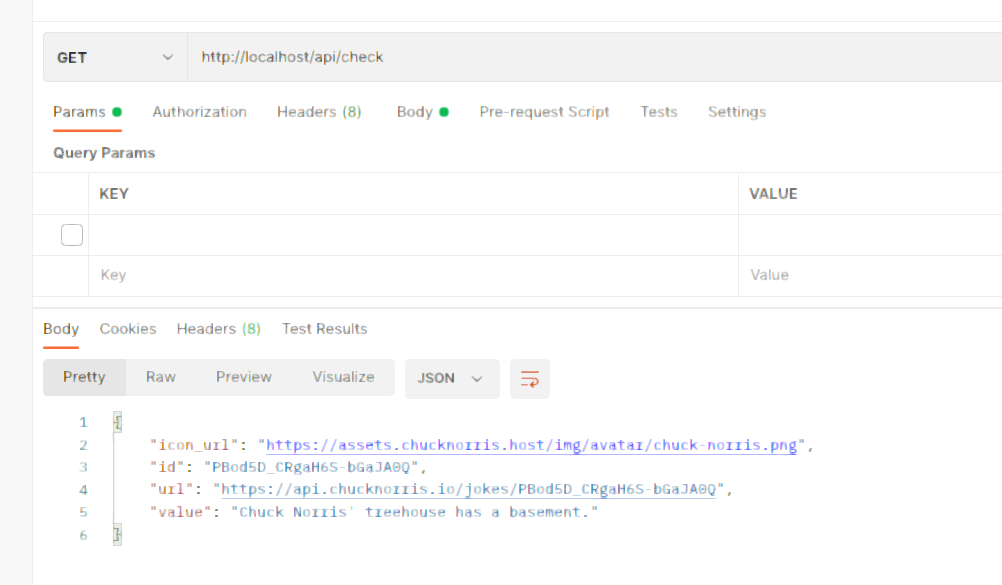 GET http://localhost/api/check
Params Authorization Headers (8) Body Pre-request Script Tests Settings
Query Params
KEY VALUE
Key Value
Body Cookies Headers (8) Test Results
Pretty Raw Preview Visualize JSON
1 {
2 "icon_url": "https://assets.chucknorris.host/img/avatar/chuck-norris.png",
3 "id": "PBod5D_CRgaH6S-bGaJA0Q",
4 "url": "https://api.chucknorris.io/jokes/PBod5D_CRgaH6S-bGaJA0Q",
5 "value": "Chuck Norris' treehouse has a basement."
6 }